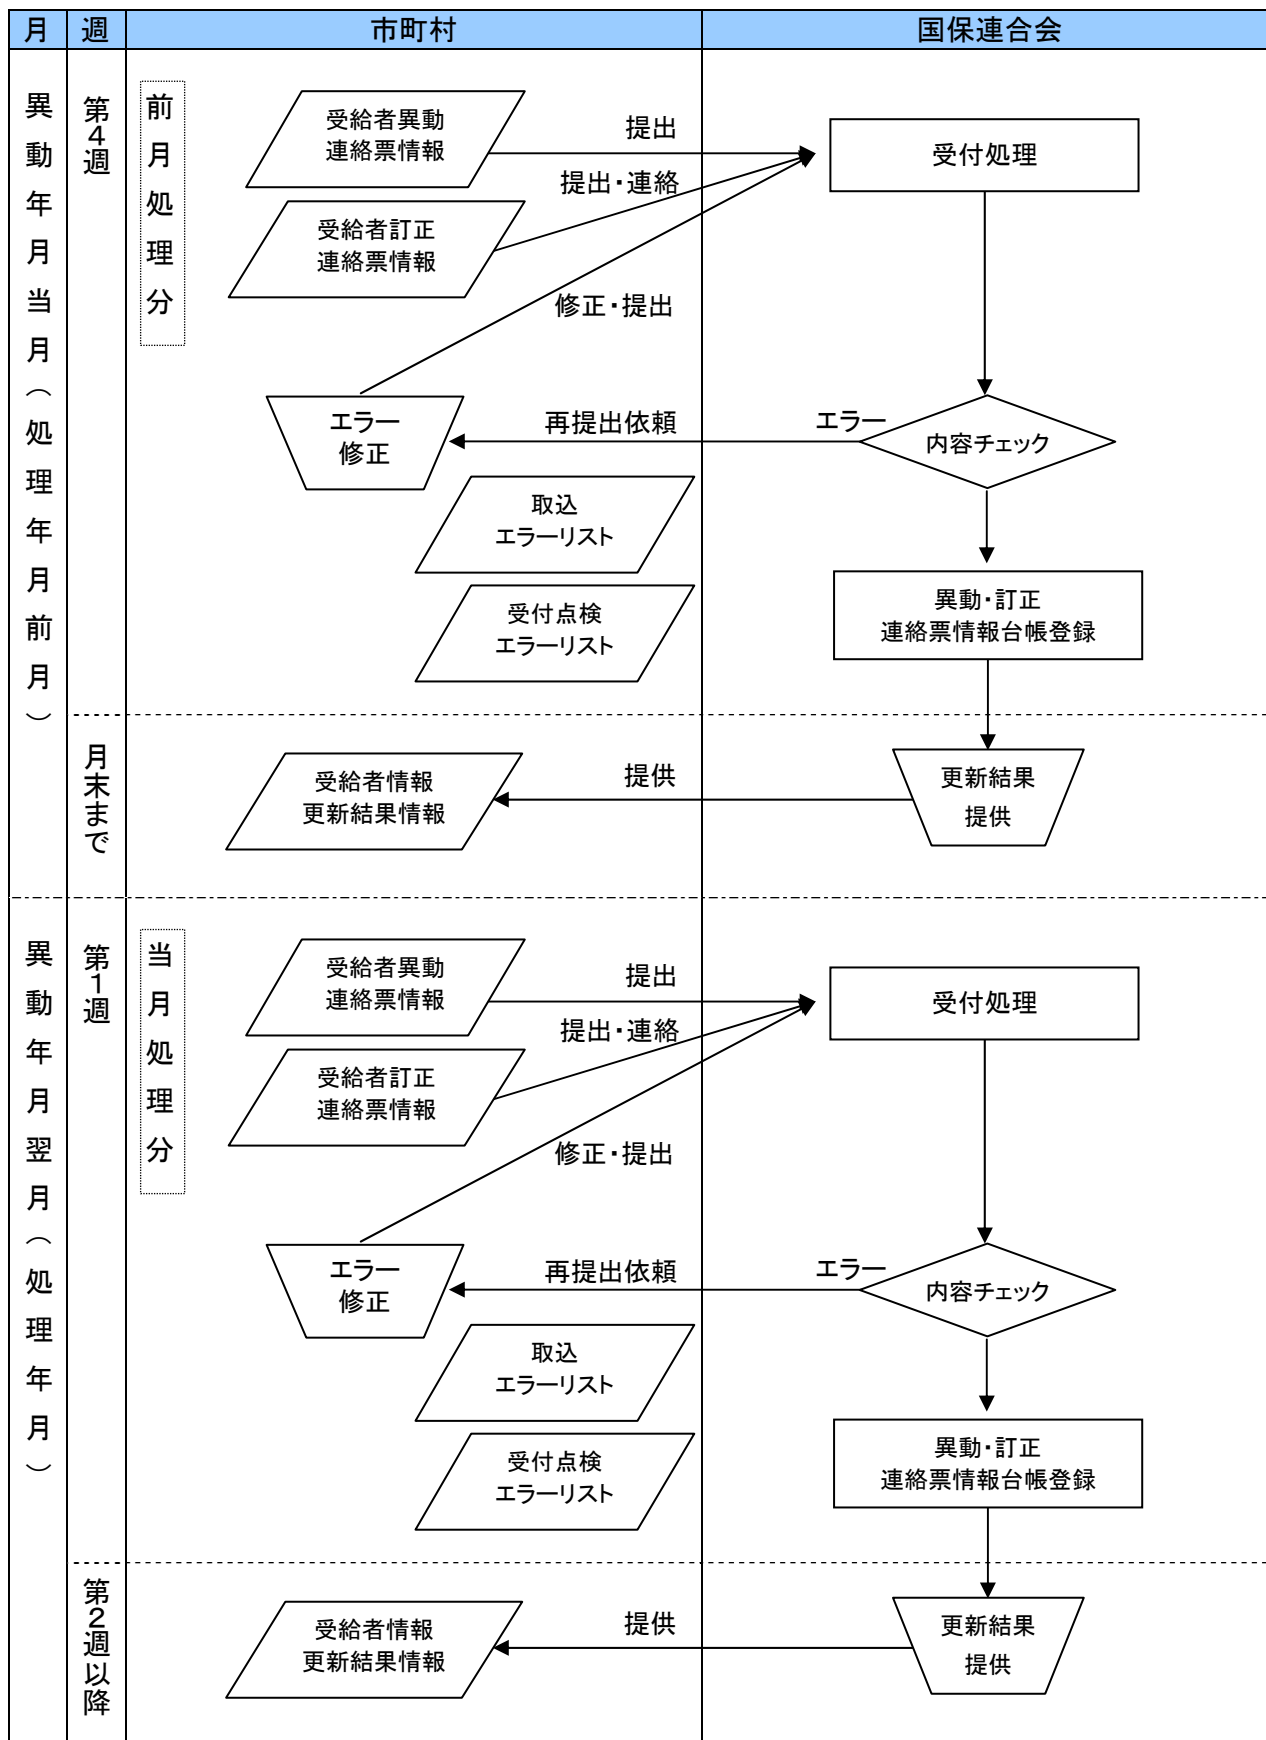 月
週
市町村
国保連合会
異動年月当月（処理年月前月）
第4週
前月処理分
受給者異動
連絡票情報
提出
受付処理
提出・連絡
受給者訂正
連絡票情報
修正・提出
エラー
修正
再提出依頼
エラー
内容チェック
取込
エラーリスト
異動・訂正
連絡票情報台帳登録
受付点検
エラーリスト
月末まで
受給者情報
更新結果情報
提供
更新結果
提供
異動年月翌月（処理年月）
第1週
当月処理分
受給者異動
連絡票情報
提出
受付処理
提出・連絡
受給者訂正
連絡票情報
修正・提出
エラー
修正
再提出依頼
エラー
内容チェック
取込
エラーリスト
異動・訂正
連絡票情報台帳登録
受付点検
エラーリスト
第2週以降
受給者情報
更新結果情報
提供
更新結果
提供